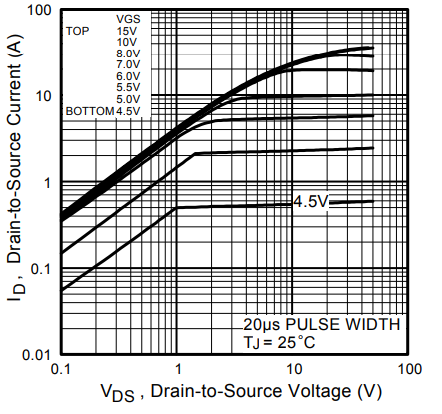 100
10
1
0.1
0.01
I_D, Drain-to-Source Current (A)
VGS
TOP 15V
10V
8.0V
7.0V
6.0V
5.5V
5.0V
BOTTOM 4.5V
4.5V
20µs PULSE WIDTH
TJ = 25°C
0.1 1 10 100
V_DS, Drain-to-Source Voltage (V)